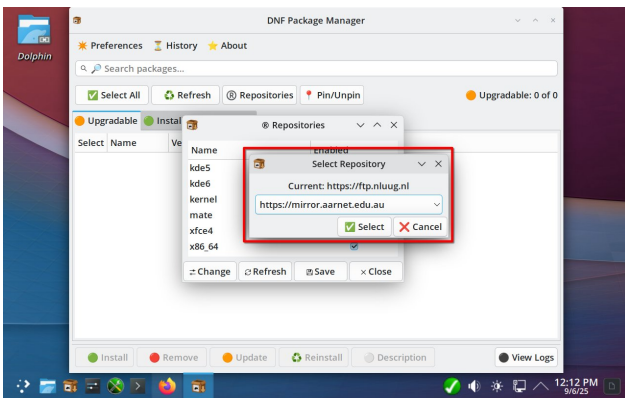 DNF Package Manager
Dolphin
Preferences History About
Search packages...
Select All Refresh Repositories Pin/Unpin Upgradable: 0 of 0
Upgradable Instal
Select Name Ve
® Repositories
Name Enabled
kde5
kde6
kernel
mate
xfce4
x86_64
Change Refresh Save Close
Select Repository
Current: https://ftp.nluug.nl
https://mirror.aarnet.edu.au
Select Cancel
Install Remove Update Reinstall Description View Logs
12:12 PM
9/6/25